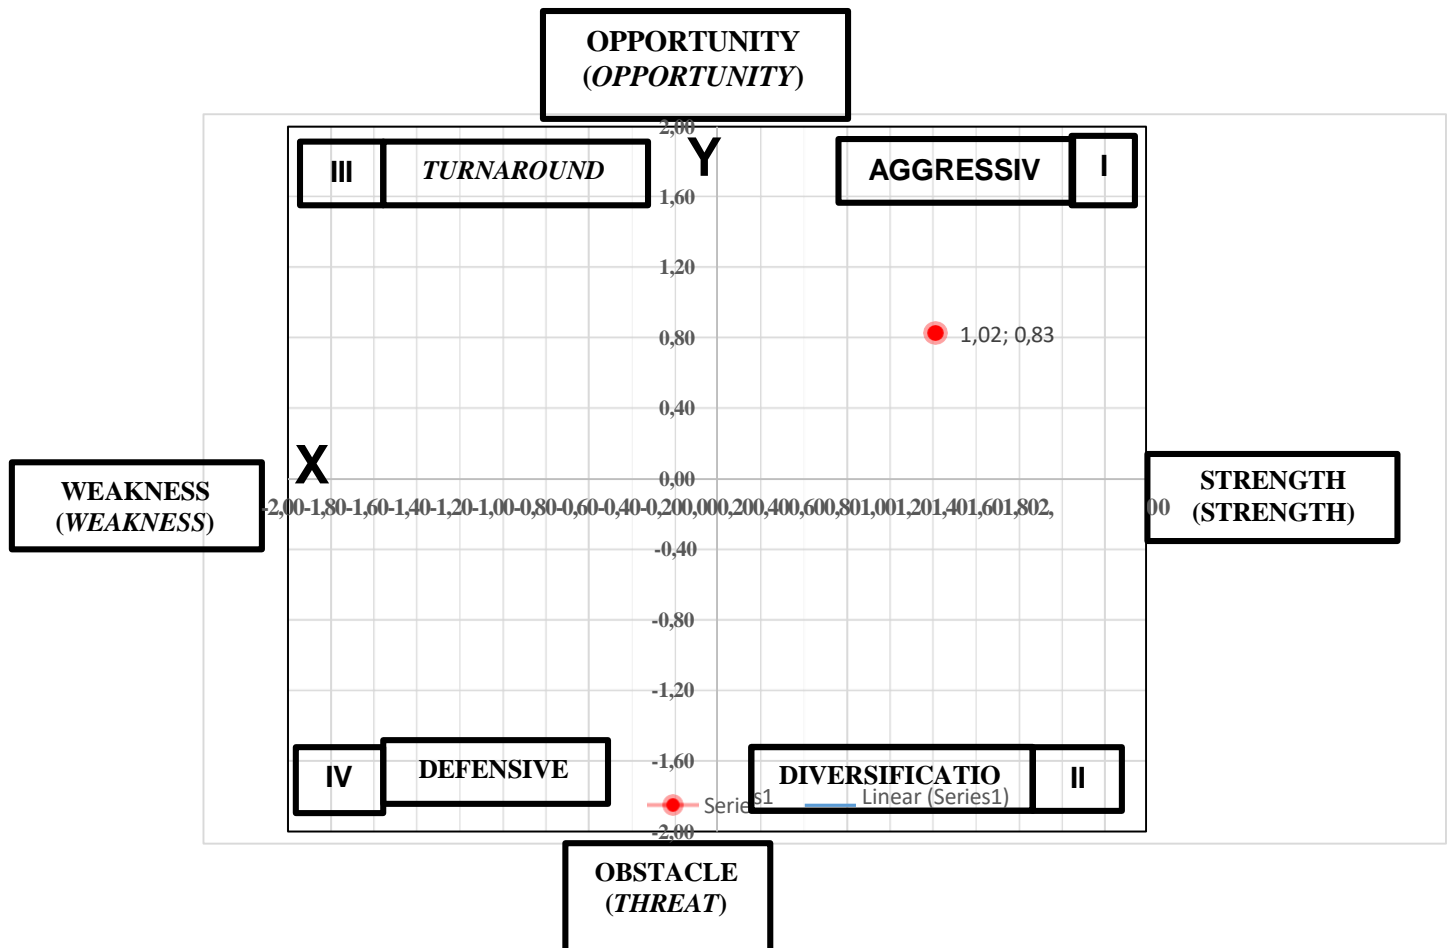 OPPORTUNITY
(OPPORTUNITY)
2,00
III
TURNAROUND
Y
AGGRESSIV
I
1,60
1,20
0,80
1,02; 0,83
0,40
X
0,00
WEAKNESS
(WEAKNESS)
STRENGTH
(STRENGTH)
-2,00-1,80-1,60-1,40-1,20-1,00-0,80-0,60-0,40-0,200,000,200,400,600,801,001,201,401,601,802, 00
-0,40
-0,80
-1,20
-1,60
IV
DEFENSIVE
DIVERSIFICATIO
II
Series1
Linear (Series1)
-2,00
OBSTACLE
(THREAT)